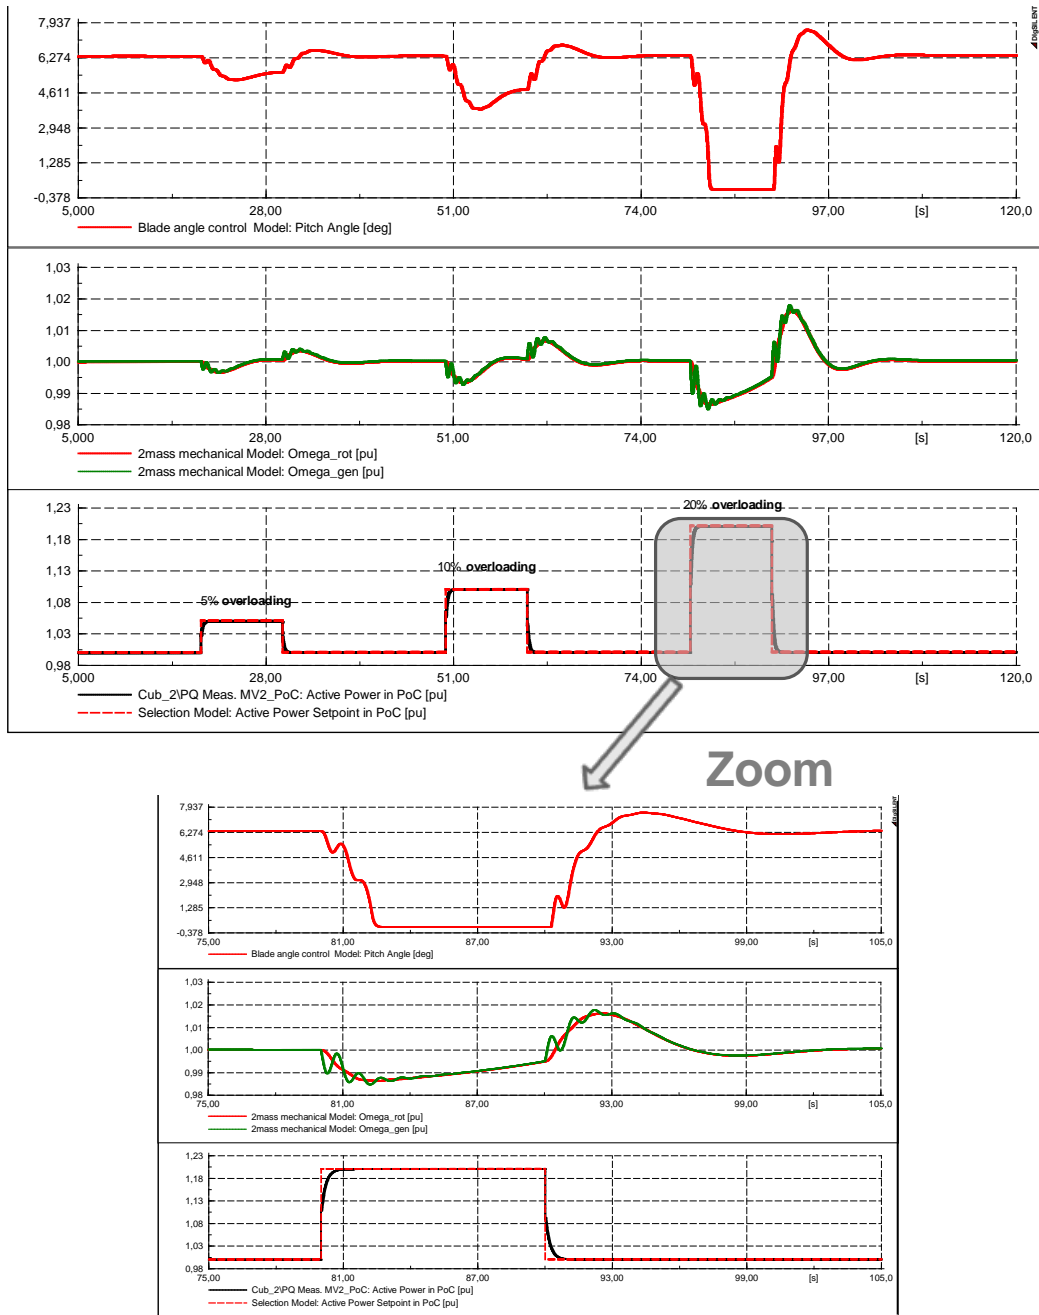 7,937
6,274
4,611
2,948
1,285
-0,378
5,000 28,00 51,00 74,00 97,00 [s] 120,0
Blade angle control Model: Pitch Angle [deg]
DIgSILENT
1,03
1,02
1,01
1,00
0,99
0,98
5,000 28,00 51,00 74,00 97,00 [s] 120,0
2mass mechanical Model: Omega_rot [pu]
2mass mechanical Model: Omega_gen [pu]
1,23
1,18
1,13
1,08
1,03
0,98
20% overloading
10% overloading
5% overloading
5,000 28,00 51,00 74,00 97,00 [s] 120,0
Cub_2\PQ Meas. MV2_PoC: Active Power in PoC [pu]
Selection Model: Active Power Setpoint in PoC [pu]
Zoom
7,937
6,274
4,611
2,948
1,285
-0,378
75,00 81,00 87,00 93,00 99,00 [s] 105,0
Blade angle control Model: Pitch Angle [deg]
DIgSILENT
1,03
1,02
1,01
1,00
0,99
0,98
75,00 81,00 87,00 93,00 99,00 [s] 105,0
2mass mechanical Model: Omega_rot [pu]
2mass mechanical Model: Omega_gen [pu]
1,23
1,18
1,13
1,08
1,03
0,98
75,00 81,00 87,00 93,00 99,00 [s] 105,0
Cub_2\PQ Meas. MV2_PoC: Active Power in PoC [pu]
Selection Model: Active Power Setpoint in PoC [pu]